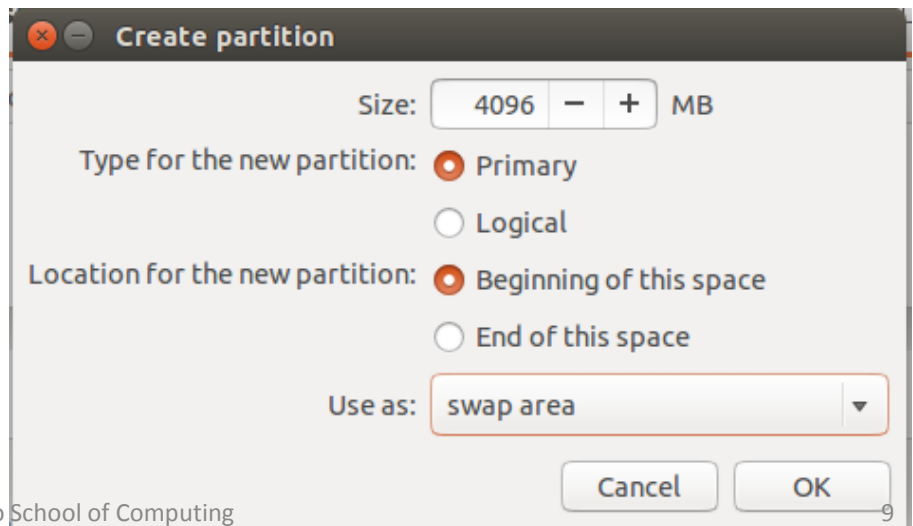 Create partition
Size: 4096 − + MB
Type for the new partition: Primary
Logical
Location for the new partition: Beginning of this space
End of this space
Use as: swap area
Cancel OK
School of Computing 9